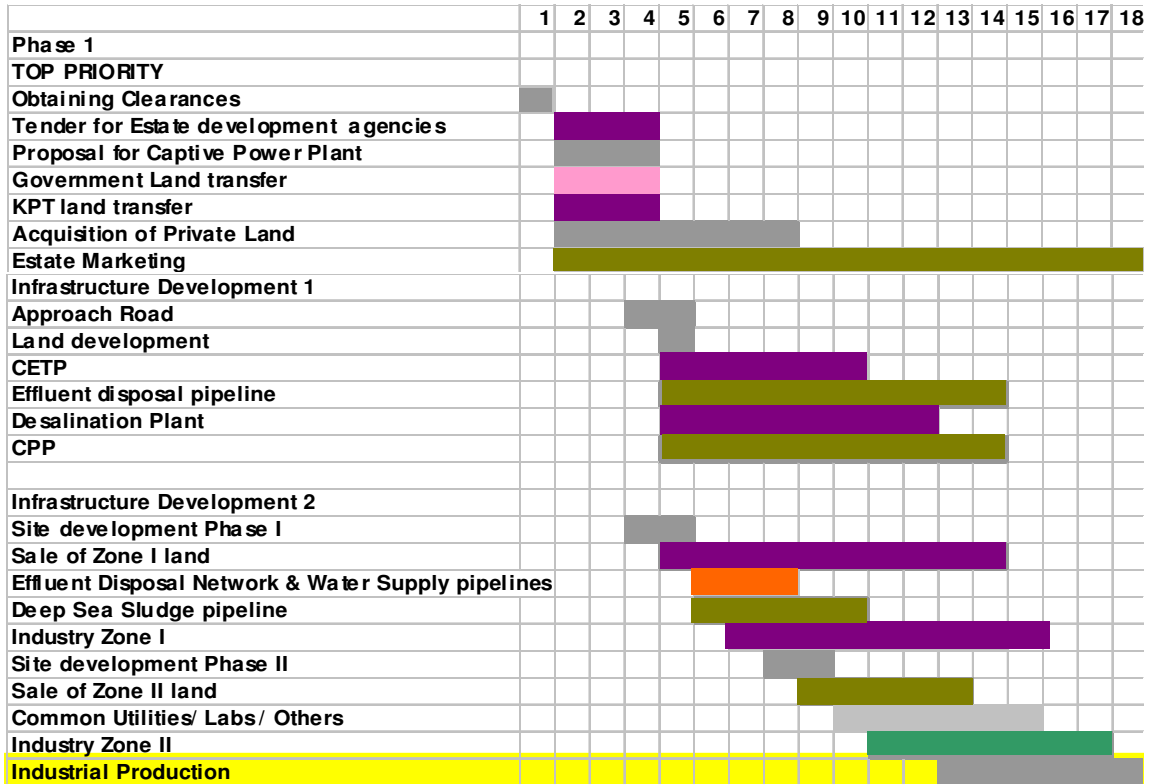 1 2 3 4 5 6 7 8 9 10 11 12 13 14 15 16 17 18
Phase 1
TOP PRIORITY
Obtaining Clearances
Tender for Estate development agencies
Proposal for Captive Power Plant
Government Land transfer
KPT land transfer
Acquisition of Private Land
Estate Marketing
Infrastructure Development 1
Approach Road
Land development
CETP
Effluent disposal pipeline
Desalination Plant
CPP
Infrastructure Development 2
Site development Phase I
Sale of Zone I land
Effluent Disposal Network & Water Supply pipelines
Deep Sea Sludge pipeline
Industry Zone I
Site development Phase II
Sale of Zone II land
Common Utilities/ Labs/ Others
Industry Zone II
Industrial Production